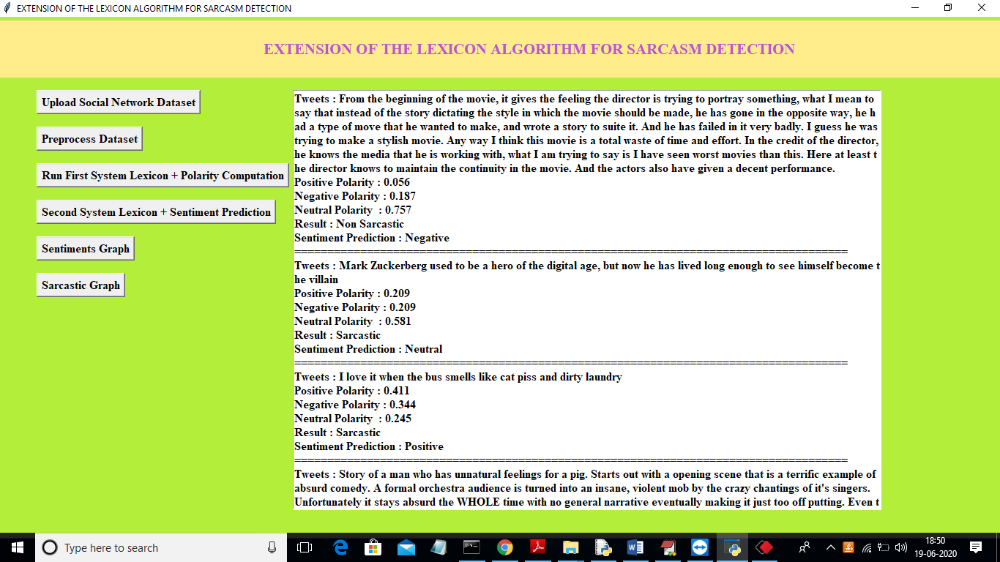 EXTENSION OF THE LEXICON ALGORITHM FOR SARCASM DETECTION
EXTENSION OF THE LEXICON ALGORITHM FOR SARCASM DETECTION
Upload Social Network Dataset
Preprocess Dataset
Run First System Lexicon + Polarity Computation
Second System Lexicon + Sentiment Prediction
Sentiments Graph
Sarcastic Graph
Tweets : From the beginning of the movie, it gives the feeling the director is trying to portray something, what I mean to
say that instead of the story dictating the style in which the movie should be made, he has gone in the opposite way, he h
ad a type of move that he wanted to make, and wrote a story to suite it. And he has failed in it very badly. I guess he was
trying to make a stylish movie. Any way I think this movie is a total waste of time and effort. In the credit of the director,
he knows the media that he is working with, what I am trying to say is I have seen worst movies than this. Here at least t
he director knows to maintain the continuity in the movie. And the actors also have given a decent performance.
Positive Polarity : 0.056
Negative Polarity : 0.187
Neutral Polarity  : 0.757
Result : Non Sarcastic
Sentiment Prediction : Negative
====================================================================================
Tweets : Mark Zuckerberg used to be a hero of the digital age, but now he has lived long enough to see himself become t
he villain
Positive Polarity : 0.209
Negative Polarity : 0.209
Neutral Polarity  : 0.581
Result : Sarcastic
Sentiment Prediction : Neutral
====================================================================================
Tweets : I love it when the bus smells like cat piss and dirty laundry
Positive Polarity : 0.411
Negative Polarity : 0.344
Neutral Polarity  : 0.245
Result : Sarcastic
Sentiment Prediction : Positive
====================================================================================
Tweets : Story of a man who has unnatural feelings for a pig. Starts out with a opening scene that is a terrific example of
absurd comedy. A formal orchestra audience is turned into an insane, violent mob by the crazy chantings of it's singers.
Unfortunately it stays absurd the WHOLE time with no general narrative eventually making it just too off putting. Even t
Type here to search
18:50
19-06-2020